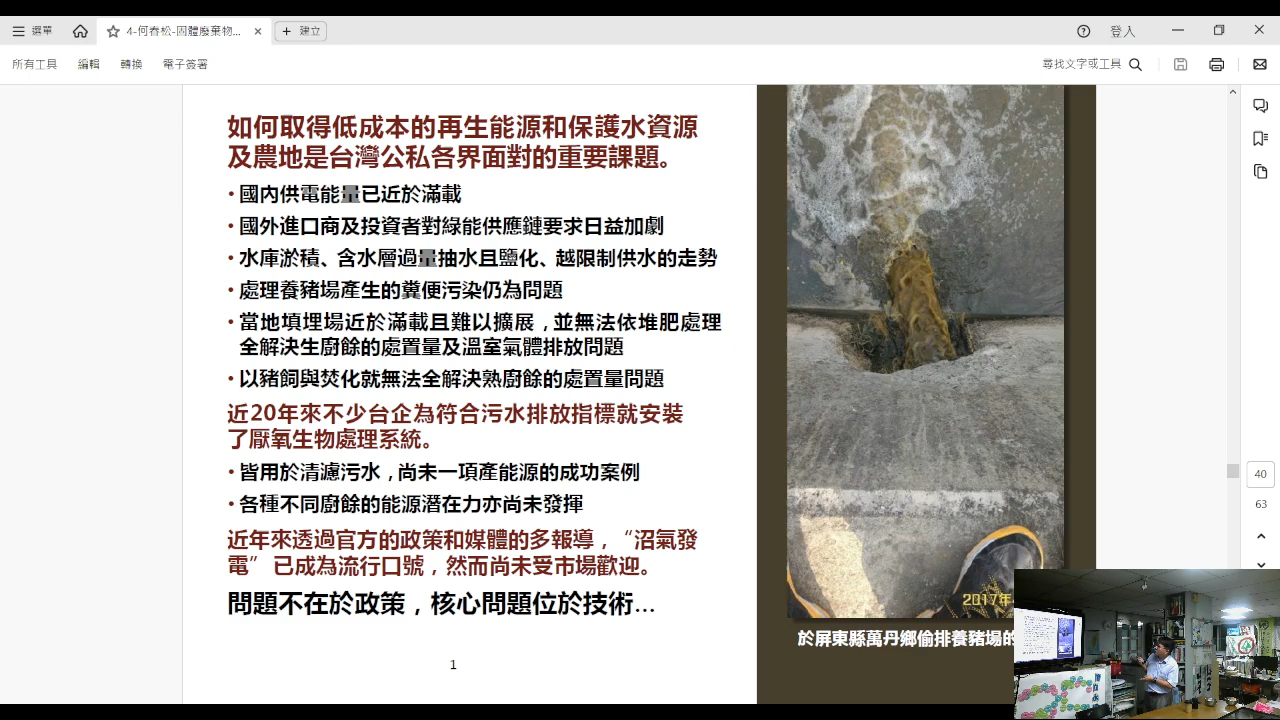 選單
4-何春松-固體廢棄物...
建立
登入
所有工具
編輯
轉換
電子簽署
尋找文字或工具
如何取得低成本的再生能源和保護水資源
及農地是台灣公私各界面對的重要課題。
•國內供電能量已近於滿載
•國外進口商及投資者對綠能供應鏈要求日益加劇
•水庫淤積、含水層過量抽水且鹽化、越限制供水的走勢
•處理養豬場產生的糞便污染仍為問題
•當地填埋場近於滿載且難以擴展,並無法依堆肥處理
全解決生廚餘的處置量及溫室氣體排放問題
•以豬飼與焚化就無法全解決熟廚餘的處置量問題
近20年來不少台企為符合污水排放指標就安裝
了厭氧生物處理系統。
•皆用於清濾污水,尚未一項產能源的成功案例
•各種不同廚餘的能源潛在力亦尚未發揮
近年來透過官方的政策和媒體的多報導,“沼氣發
電”已成為流行口號,然而尚未受市場歡迎。
問題不在於政策,核心問題位於技術...
1
2017年
於屏東縣萬丹鄉偷排養豬場的
40
63